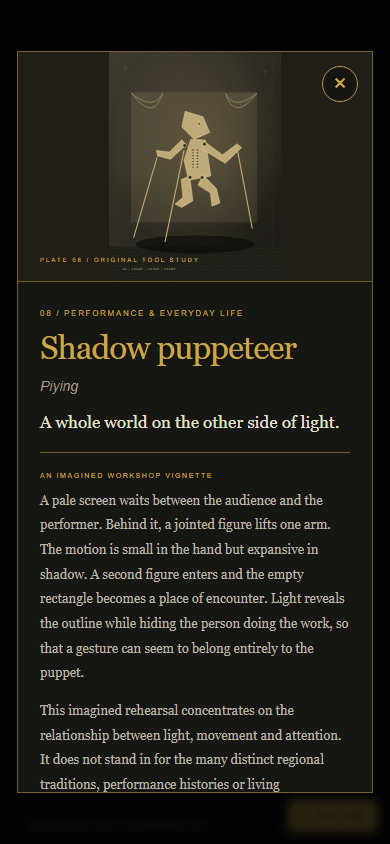 ✕
PLATE 08 / ORIGINAL TOOL STUDY
08 / PERFORMANCE & EVERYDAY LIFE
Shadow puppeteer
Piying
A whole world on the other side of light.
AN IMAGINED WORKSHOP VIGNETTE
A pale screen waits between the audience and the
performer. Behind it, a jointed figure lifts one arm.
The motion is small in the hand but expansive in
shadow. A second figure enters and the empty
rectangle becomes a place of encounter. Light reveals
the outline while hiding the person doing the work, so
that a gesture can seem to belong entirely to the
puppet.
This imagined rehearsal concentrates on the
relationship between light, movement and attention.
It does not stand in for the many distinct regional
traditions, performance histories or living